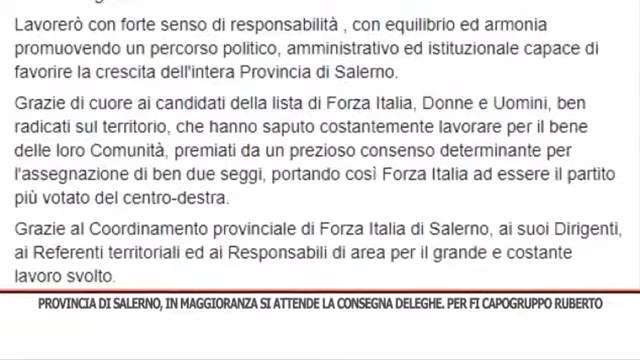 Lavorerò con forte senso di responsabilità , con equilibrio ed armonia
promuovendo un percorso politico, amministrativo ed istituzionale capace di
favorire la crescita dell'intera Provincia di Salerno.
Grazie di cuore ai candidati della lista di Forza Italia, Donne e Uomini, ben
radicati sul territorio, che hanno saputo costantemente lavorare per il bene
delle loro Comunità, premiati da un prezioso consenso determinante per
l'assegnazione di ben due seggi, portando così Forza Italia ad essere il partito
più votato del centro-destra.
Grazie al Coordinamento provinciale di Forza Italia di Salerno, ai suoi Dirigenti,
ai Referenti territoriali ed ai Responsabili di area per il grande e costante
lavoro svolto.
PROVINCIA DI SALERNO, IN MAGGIORANZA SI ATTENDE LA CONSEGNA DELEGHE. PER FI CAPOGRUPPO RUBERTO